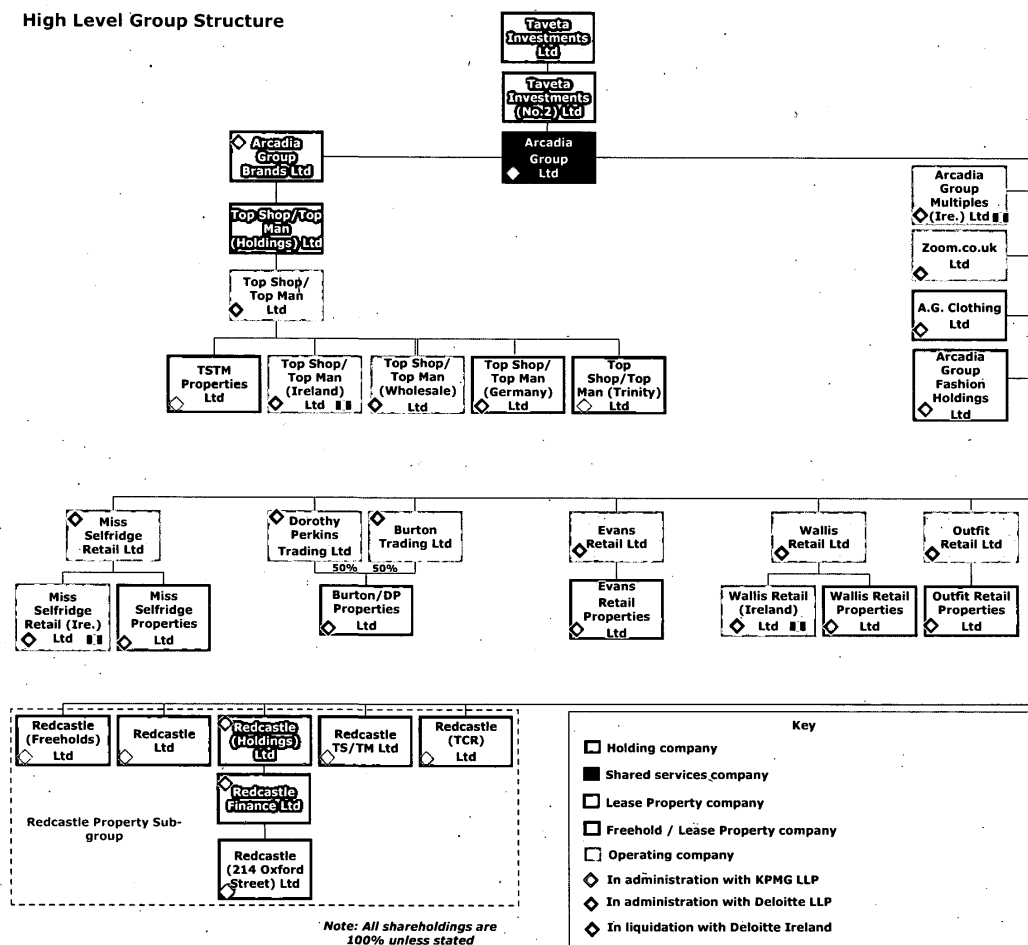 High Level Group Structure
Taveta
Investments
Ltd
Taveta
Investments
(No.2) Ltd
Arcadia
Group
Brands Ltd
Arcadia
Group
Ltd
Arcadia
Group
Multiples
(Ire.) Ltd
Top Shop/Top
Man
(Holdings) Ltd
Zoom.co.uk
Ltd
Top Shop/
Top Man
Ltd
A.G. Clothing
Ltd
Arcadia
Group
Fashion
Holdings
Ltd
TSTM
Properties
Ltd
Top Shop/
Top Man
(Ireland)
Ltd
Top Shop/
Top Man
(Wholesale)
Ltd
Top Shop/
Top Man
(Germany)
Ltd
Top
Shop/Top
Man (Trinity)
Ltd
Miss
Selfridge
Retail Ltd
Dorothy
Perkins
Trading Ltd
Burton
Trading Ltd
Evans
Retail Ltd
Wallis
Retail Ltd
Outfit
Retail Ltd
50% 50%
Miss
Selfridge
Retail (Ire.)
Ltd
Miss
Selfridge
Properties
Ltd
Burton/DP
Properties
Ltd
Evans
Retail
Properties
Ltd
Wallis Retail
(Ireland)
Ltd
Wallis Retail
Properties
Ltd
Outfit Retail
Properties
Ltd
Redcastle
(Freeholds)
Ltd
Redcastle
Ltd
Redcastle
(Holdings)
Ltd
Redcastle
TS/TM Ltd
Redcastle
(TCR)
Ltd
Redcastle
Finance Ltd
Redcastle Property Sub-
group
Redcastle
(214 Oxford
Street) Ltd
Note: All shareholdings are
100% unless stated
Key
Holding company
Shared services company
Lease Property company
Freehold / Lease Property company
Operating company
In administration with KPMG LLP
In administration with Deloitte LLP
In liquidation with Deloitte Ireland